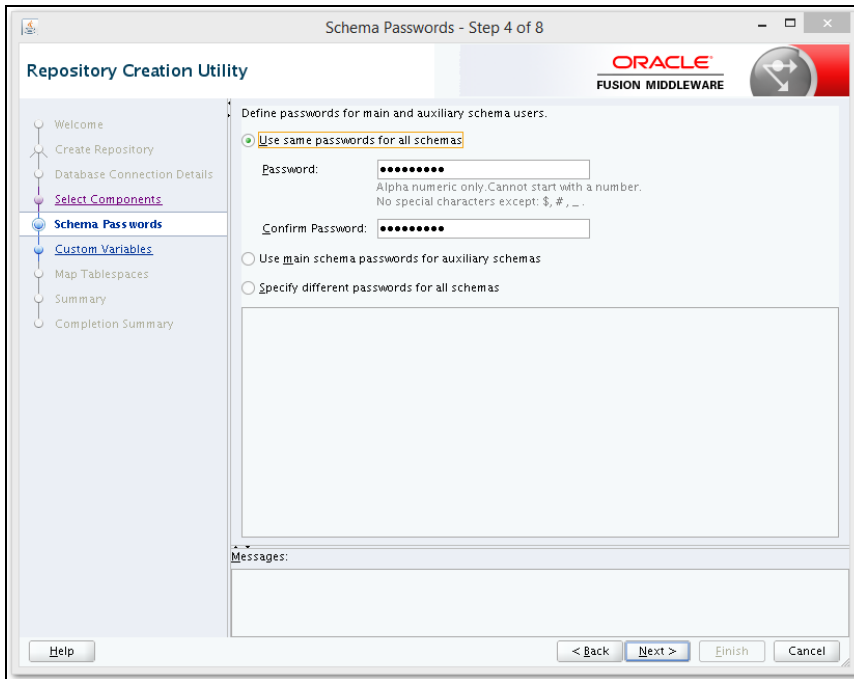 Schema Passwords - Step 4 of 8
Repository Creation Utility
ORACLE
FUSION MIDDLEWARE
Welcome
Create Repository
Database Connection Details
Select Components
Schema Passwords
Custom Variables
Map Tablespaces
Summary
Completion Summary
Define passwords for main and auxiliary schema users.
Use same passwords for all schemas
Password: •••••••••
Alpha numeric only.Cannot start with a number.
No special characters except: $, #, _ .
Confirm Password: •••••••••
Use main schema passwords for auxiliary schemas
Specify different passwords for all schemas
Messages:
Help
< Back Next > Finish Cancel